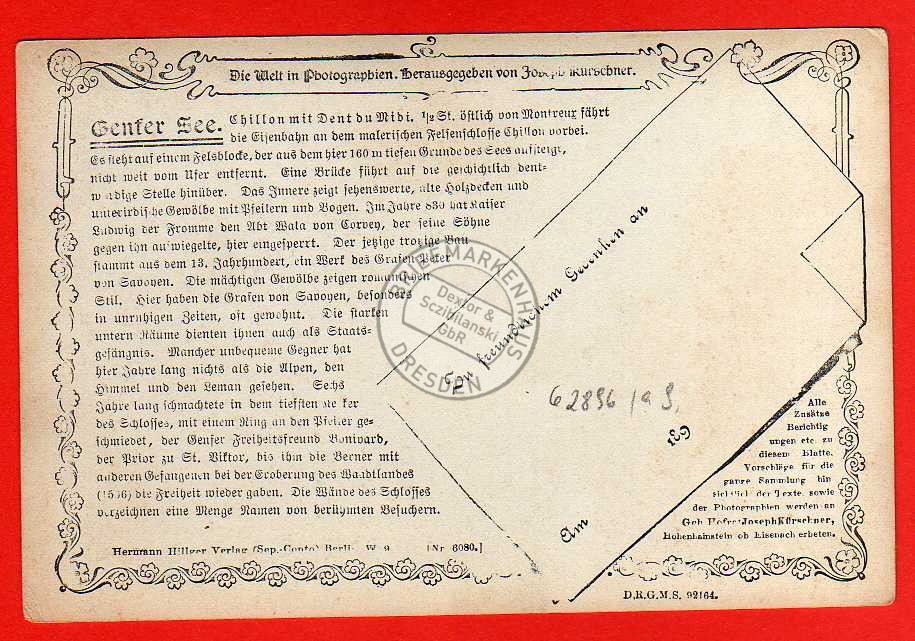 Die Welt in Photographien. Herausgegeben von Joseph Kürschner.
Genfer See. Chillon mit Dent du Midi. 1/2 St. östlich von Montreux fährt
die Eisenbahn an dem malerischen Felsenschlosse Chillon vorbei.
Es steht auf einem Felsblocke, der aus dem hier 160 m tiefen Grunde des Sees aufsteigt,
nicht weit vom Ufer entfernt. Eine Brücke führt auf die geschichtlich denk-
würdige Stelle hinüber. Das Innere zeigt sehenswerte, alte Holzdecken und
unterirdische Gewölbe mit Pfeilern und Bogen. Im Jahre 830 hat Kaiser
Ludwig der Fromme den Abt Wala von Corvey, der seine Söhne
gegen ihn aufwiegelte, hier eingesperrt. Der jetzige trotzige Bau
stammt aus dem 13. Jahrhundert, ein Werk des Grafen Peter
von Savoyen. Die mächtigen Gewölbe zeigen romanischen
Stil. Hier haben die Grafen von Savoyen, besonders
in unruhigen Zeiten, oft gewohnt. Die starken
untern Räume dienten ihnen auch als Staats-
gefängnis. Mancher unbequeme Gegner hat
hier Jahre lang nichts als die Alpen, den
Himmel und den Leman gesehen. Sechs
Jahre lang schmachtete in dem tiefsten Kerker
des Schlosses, mit einem Ring an den Pfeiler ge-
schmiedet, der Genfer Freiheitsfreund Bonivard,
der Prior zu St. Viktor, bis ihm die Berner mit
anderen Gefangenen bei der Eroberung des Waadtlandes
(1536) die Freiheit wieder gaben. Die Wände des Schlosses
verzeichnen eine Menge Namen von berühmten Besuchern.
Hermann Hillger Verlag (Sep.-Conto) Berlin W 9 [Nr 6080.]
Zu freundlichem Gedenken an
62896 /a 9.
189
Am
Alle
Zusätze
Berichtig
ungen etc. zu
diesem Blatte.
Vorschläge für die
ganze Sammlung hin
sichtlich der Texte, sowie
der Photographien werden an
Geh Hofrat Joseph Kürschner,
Hohenhainstein ob Eisenach erbeten.
D.R.G.M.S. 92164.
BRIEFMARKENHAUS
Dextor &
Sczibilanski
GbR
DRESDEN